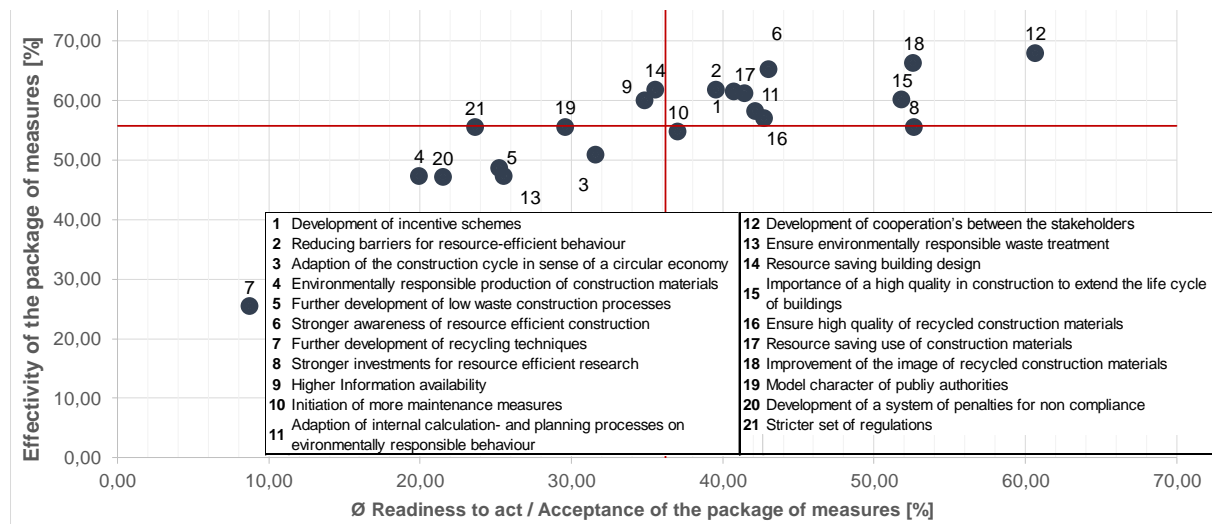 Effectivity of the package of measures [%]
70,00
60,00
50,00
40,00
30,00
20,00
10,00
0,00
12
18
6
15
8
2
17
1
11
16
14
9
10
21
19
3
4
20
5
13
7
1 Development of incentive schemes
2 Reducing barriers for resource-efficient behaviour
3 Adaption of the construction cycle in sense of a circular economy
4 Environmentally responsible production of construction materials
5 Further development of low waste construction processes
6 Stronger awareness of resource efficient construction
7 Further development of recycling techniques
8 Stronger investments for resource efficient research
9 Higher Information availability
10 Initiation of more maintenance measures
11 Adaption of internal calculation- and planning processes on
evironmentally responsible behaviour
12 Development of cooperation's between the stakeholders
13 Ensure environmentally responsible waste treatment
14 Resource saving building design
15 Importance of a high quality in construction to extend the life cycle
of buildings
16 Ensure high quality of recycled construction materials
17 Resource saving use of construction materials
18 Improvement of the image of recycled construction materials
19 Model character of publiy authorities
20 Development of a system of penalties for non compliance
21 Stricter set of regulations
0,00 10,00 20,00 30,00 40,00 50,00 60,00 70,00
Ø Readiness to act / Acceptance of the package of measures [%]